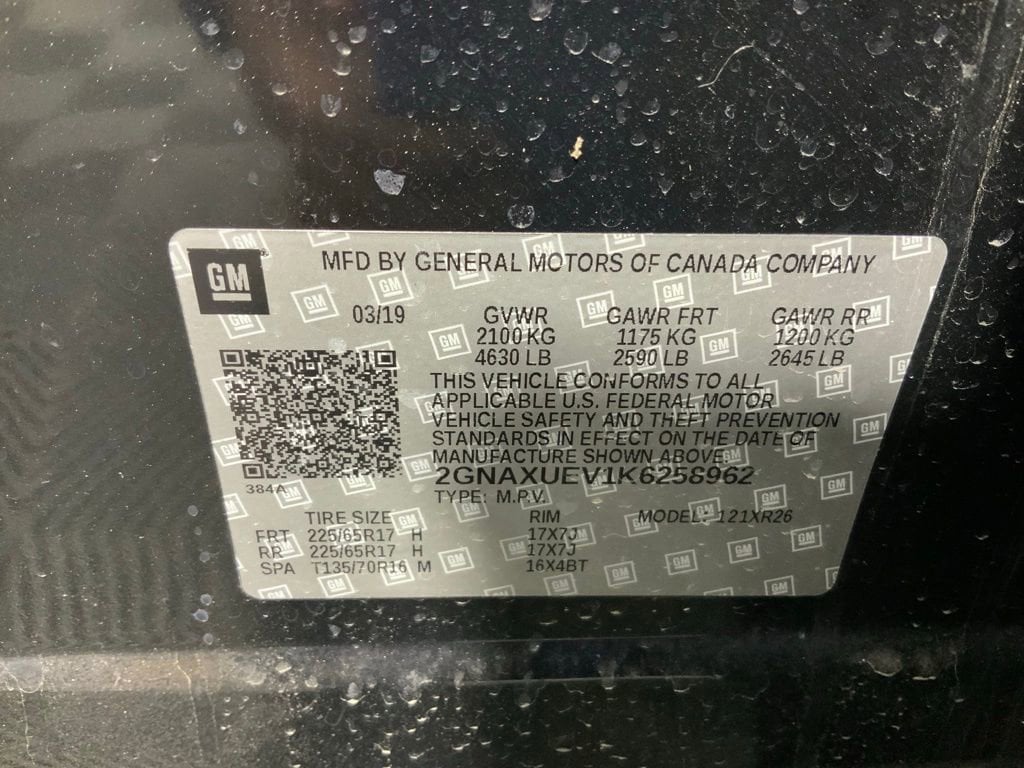 GM
MFD BY GENERAL MOTORS OF CANADA COMPANY
03/19 GVWR GAWR FRT GAWR RR
2100 KG 1175 KG 1200 KG
4630 LB 2590 LB 2645 LB
THIS VEHICLE CONFORMS TO ALL
APPLICABLE U.S. FEDERAL MOTOR
VEHICLE SAFETY AND THEFT PREVENTION
STANDARDS IN EFFECT ON THE DATE OF
MANUFACTURE SHOWN ABOVE.
2GNAXUEV1K6258962
384A
TYPE: M.P.V.
TIRE SIZE RIM MODEL: 121XR26
FRT 225/65R17 H 17X7J
RR 225/65R17 H 17X7J
SPA T135/70R16 M 16X4BT